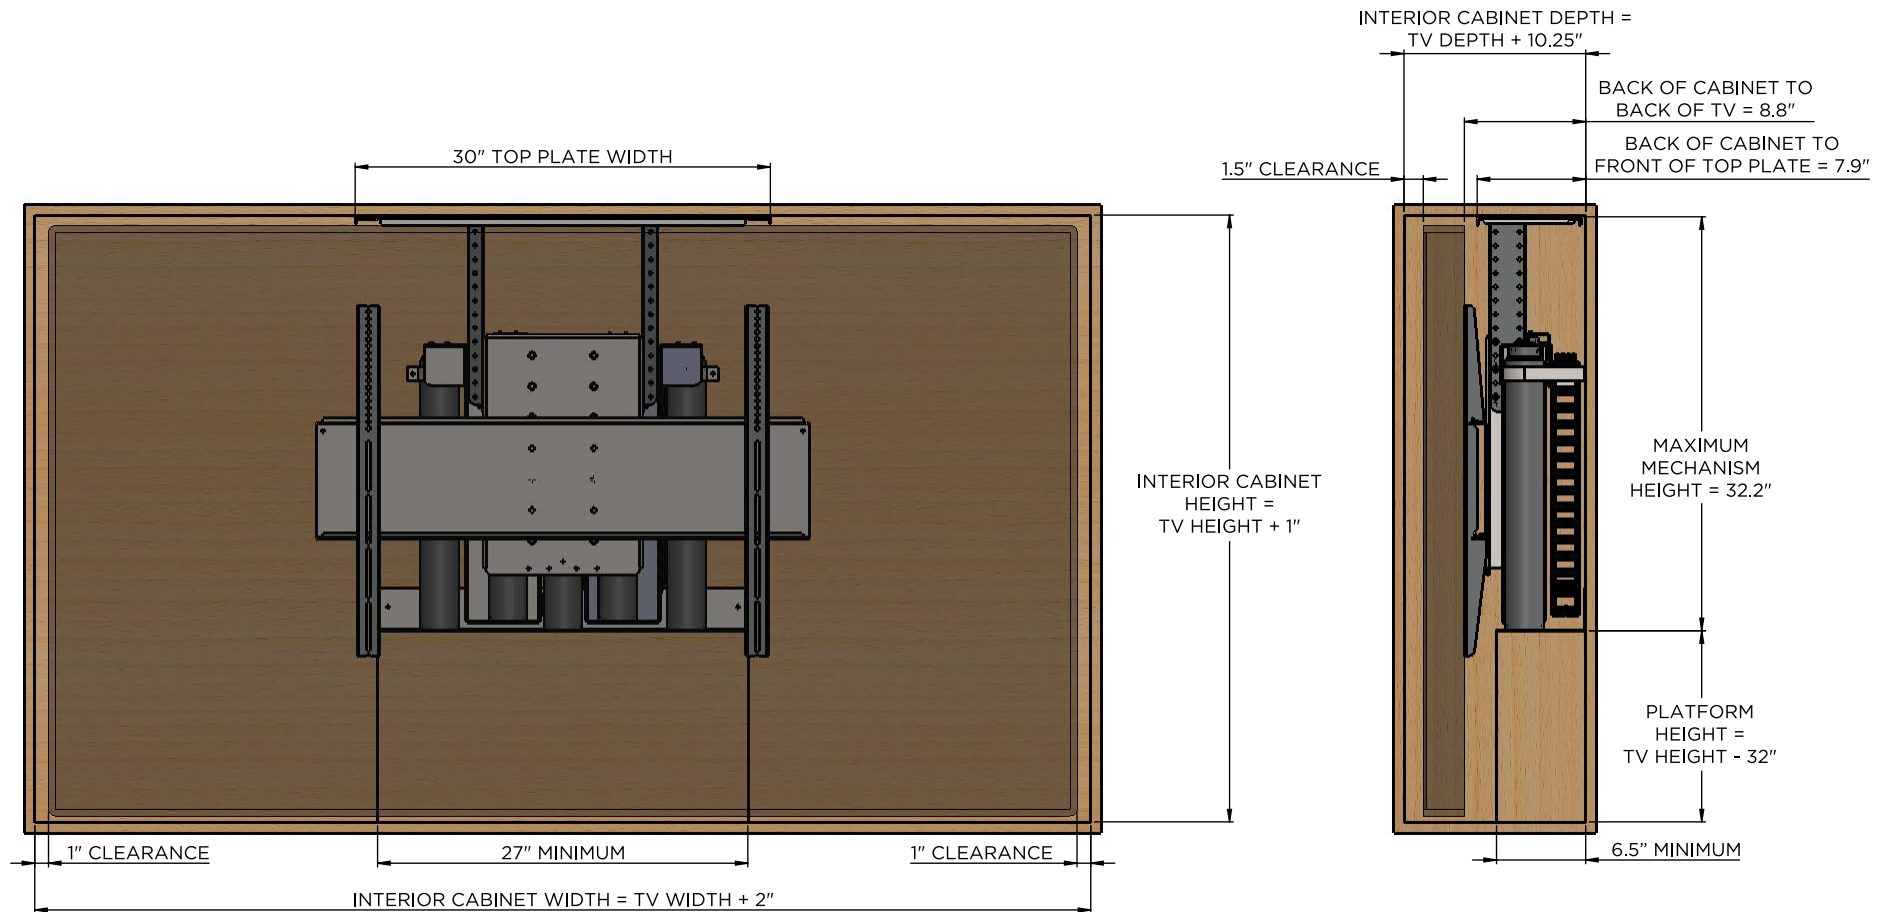 INTERIOR CABINET DEPTH =
TV DEPTH + 10.25"
BACK OF CABINET TO
BACK OF TV = 8.8"
BACK OF CABINET TO
FRONT OF TOP PLATE = 7.9"
30" TOP PLATE WIDTH
1.5" CLEARANCE
INTERIOR CABINET
HEIGHT =
TV HEIGHT + 1"
MAXIMUM
MECHANISM
HEIGHT = 32.2"
PLATFORM
HEIGHT =
TV HEIGHT - 32"
1" CLEARANCE
27" MINIMUM
1" CLEARANCE
6.5” MINIMUM
INTERIOR CABINET WIDTH = TV WIDTH + 2"